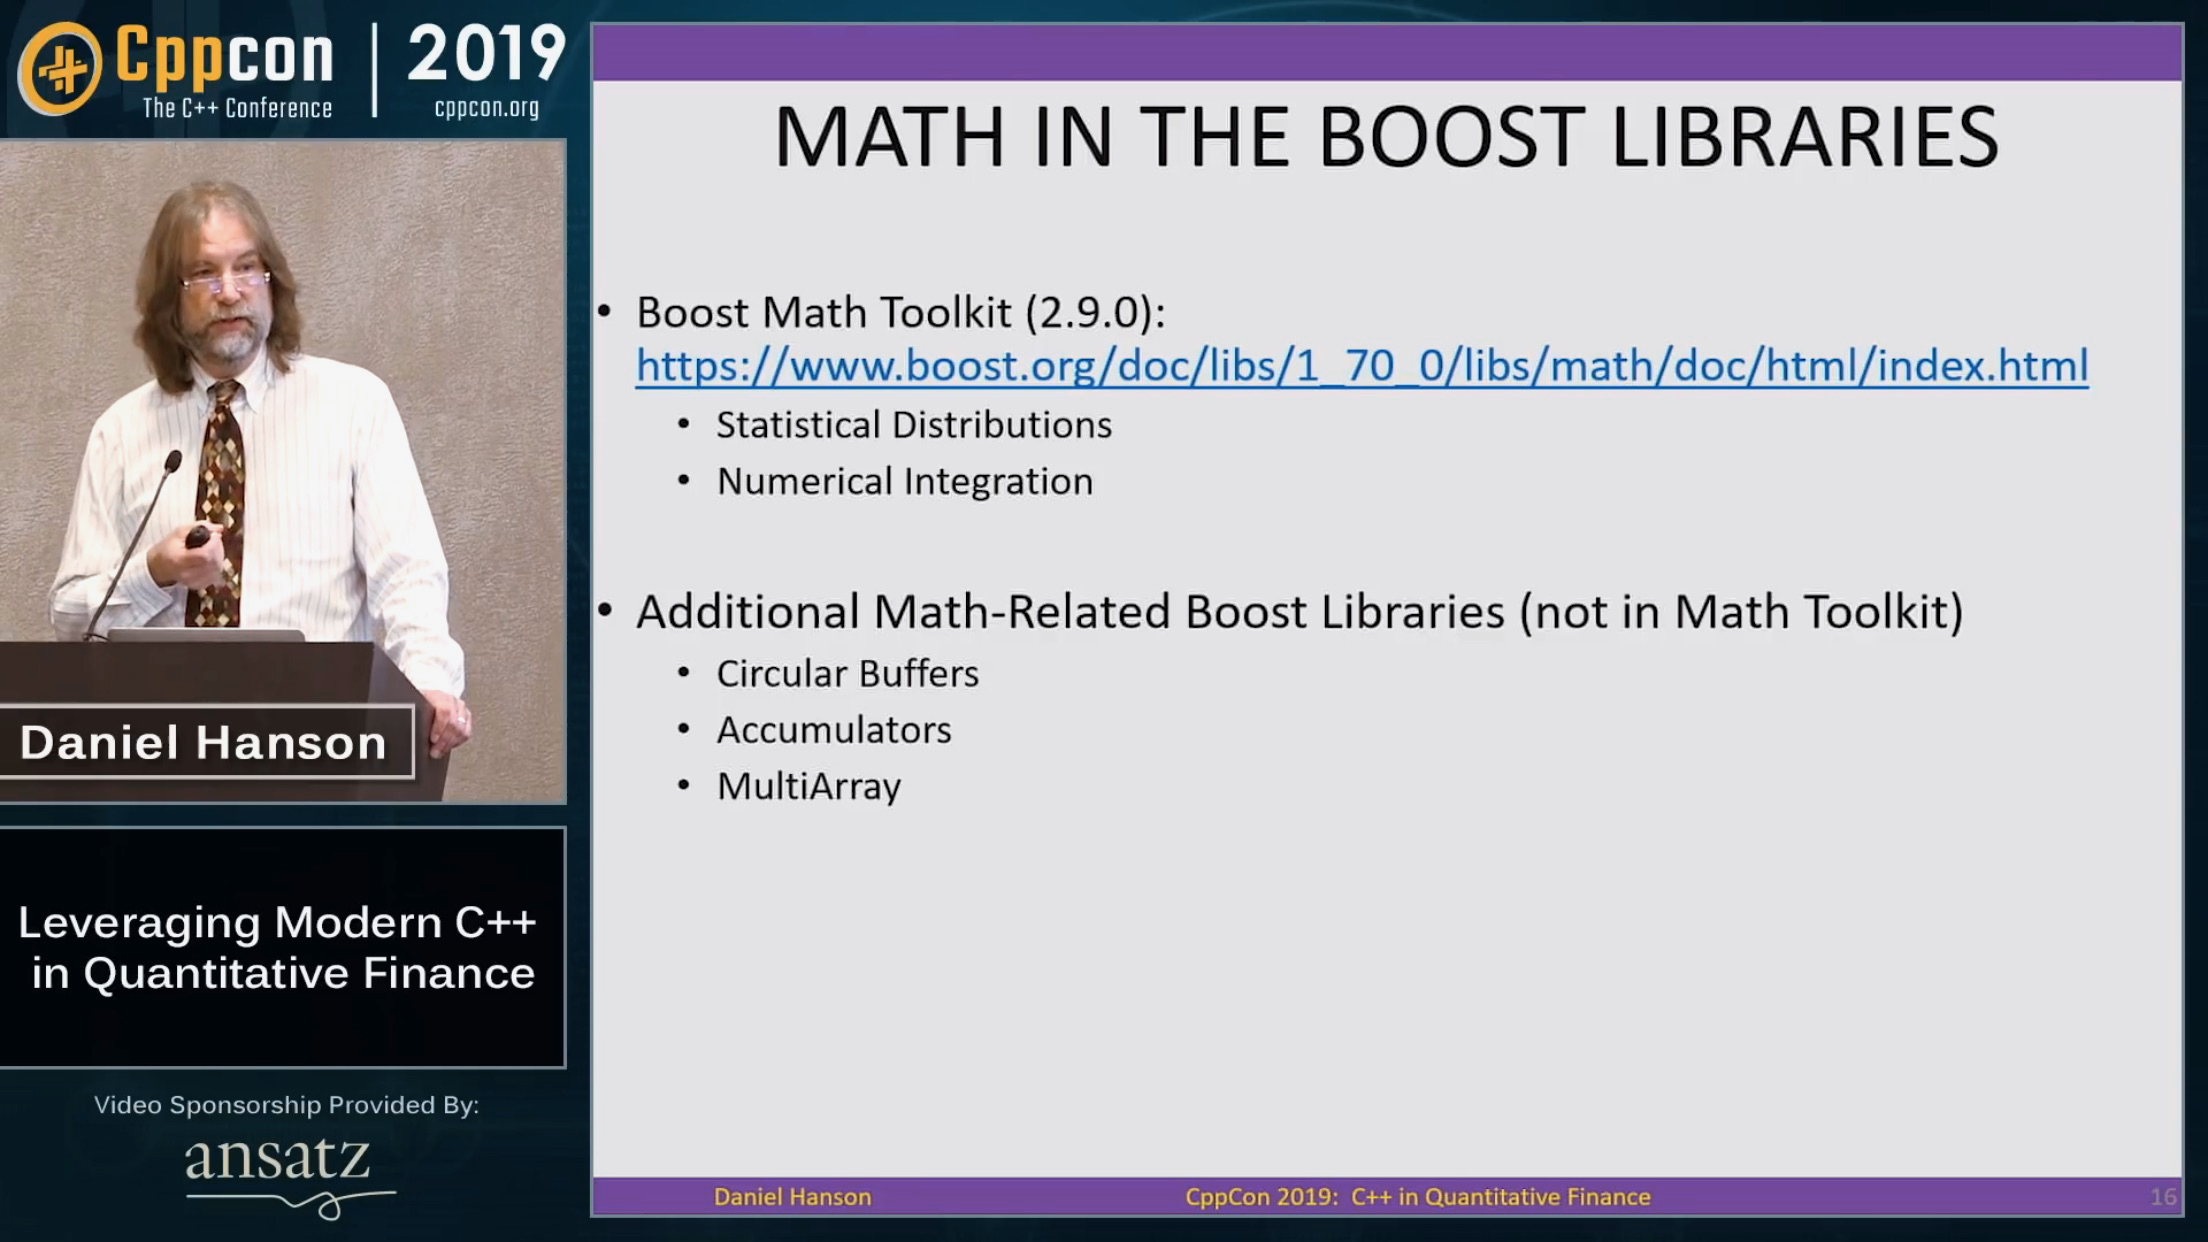 Cppcon
The C++ Conference
2019
cppcon.org
Daniel Hanson
Leveraging Modern C++
in Quantitative Finance
Video Sponsorship Provided By:
ansatz
MATH IN THE BOOST LIBRARIES
• Boost Math Toolkit (2.9.0):
https://www.boost.org/doc/libs/1_70_0/libs/math/doc/html/index.html
• Statistical Distributions
• Numerical Integration
• Additional Math-Related Boost Libraries (not in Math Toolkit)
• Circular Buffers
• Accumulators
• MultiArray
Daniel Hanson
CppCon 2019: C++ in Quantitative Finance
16